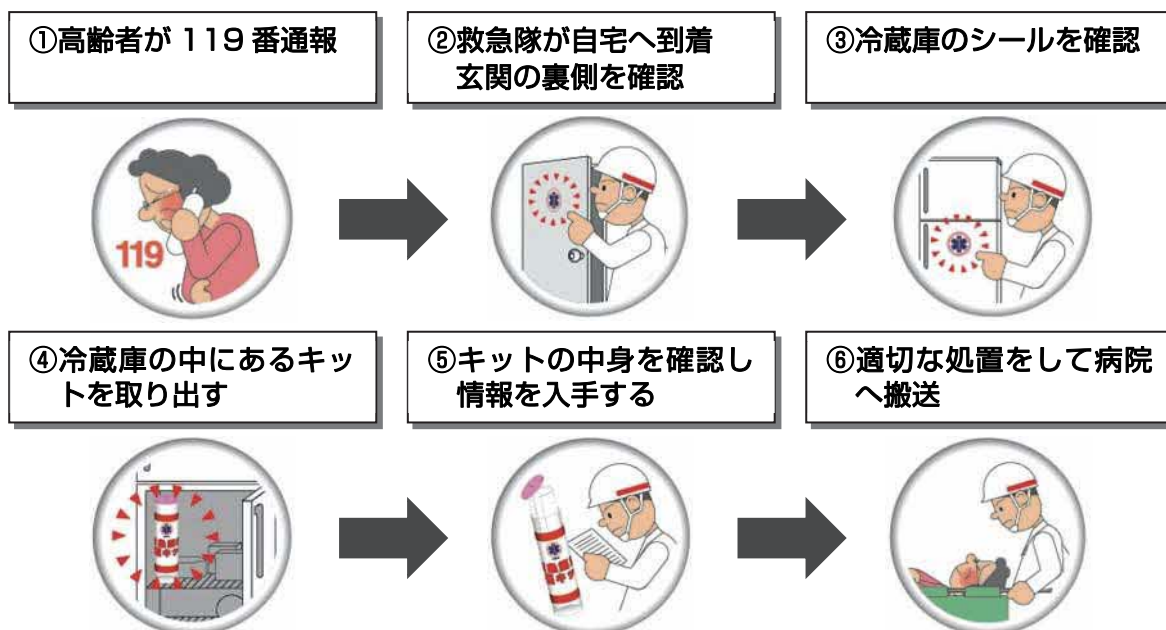 ①高齢者が 119 番通報
②救急隊が自宅へ到着
玄関の裏側を確認
③冷蔵庫のシールを確認
119
④冷蔵庫の中にあるキッ
トを取り出す
⑤キットの中身を確認し
情報を入手する
⑥適切な処置をして病院
へ搬送